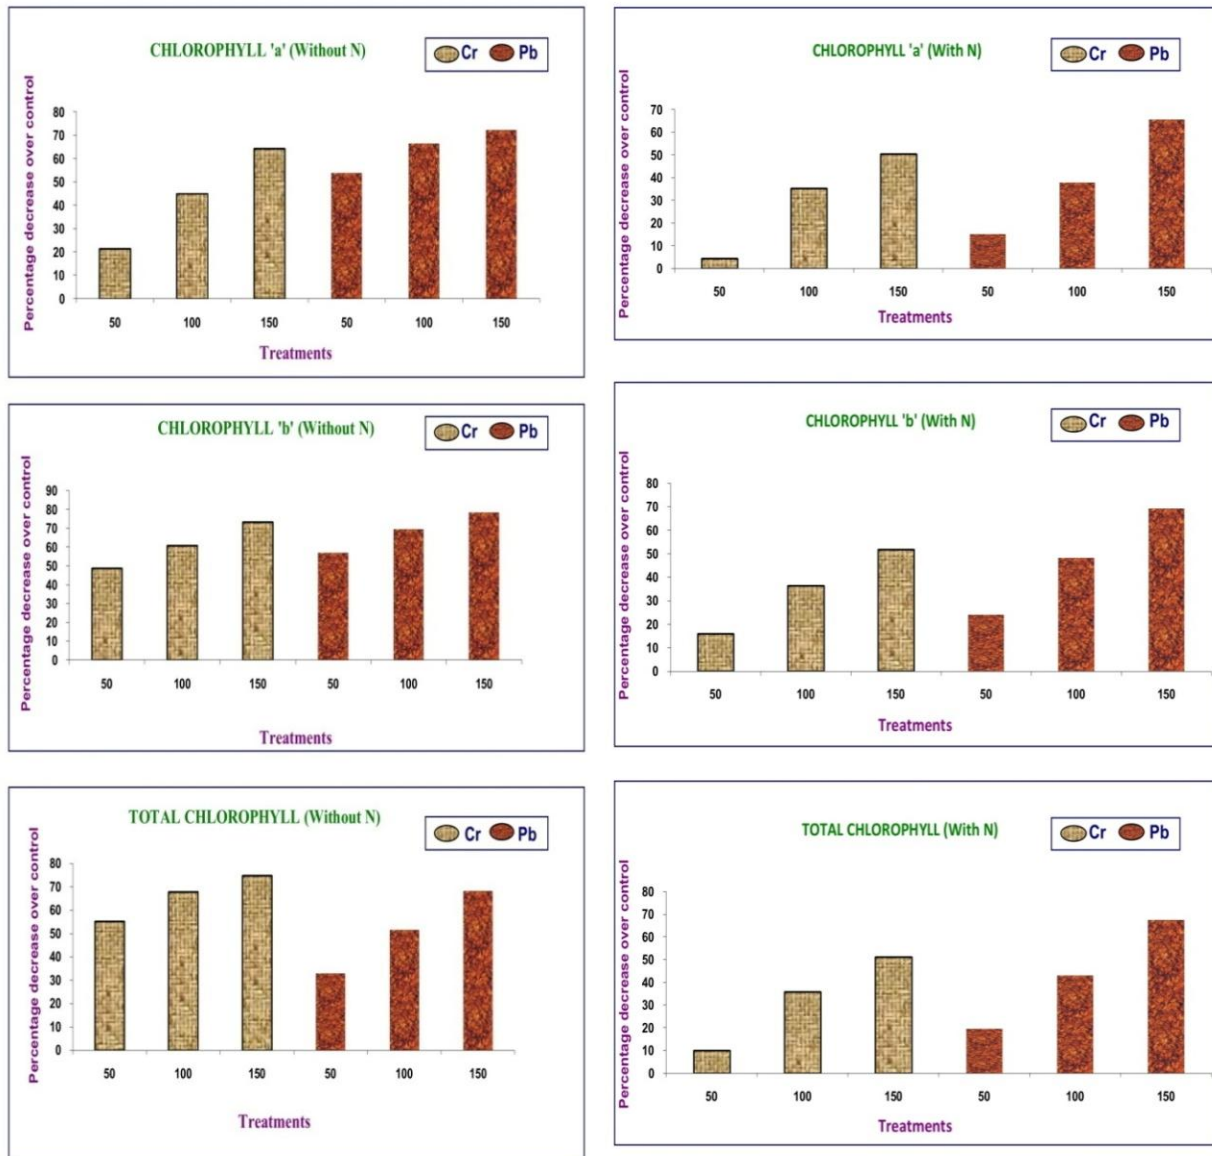 CHLOROPHYLL 'a' (Without N)
Cr Pb
Percentage decrease over control
80
70
60
50
40
30
20
10
0
50 100 150 50 100 150
Treatments
CHLOROPHYLL 'a' (With N)
Cr Pb
Percentage decrease over control
70
60
50
40
30
20
10
0
50 100 150 50 100 150
Treatments
CHLOROPHYLL 'b' (Without N)
Cr Pb
Percentage decrease over control
90
80
70
60
50
40
30
20
10
0
50 100 150 50 100 150
Treatments
CHLOROPHYLL 'b' (With N)
Cr Pb
Percentage decrease over control
80
70
60
50
40
30
20
10
0
50 100 150 50 100 150
Treatments
TOTAL CHLOROPHYLL (Without N)
Cr Pb
Percentage decrease over control
80
70
60
50
40
30
20
10
0
50 100 150 50 100 150
Treatments
TOTAL CHLOROPHYLL (With N)
Cr Pb
Percentage decrease over control
80
70
60
50
40
30
20
10
0
50 100 150 50 100 150
Treatments